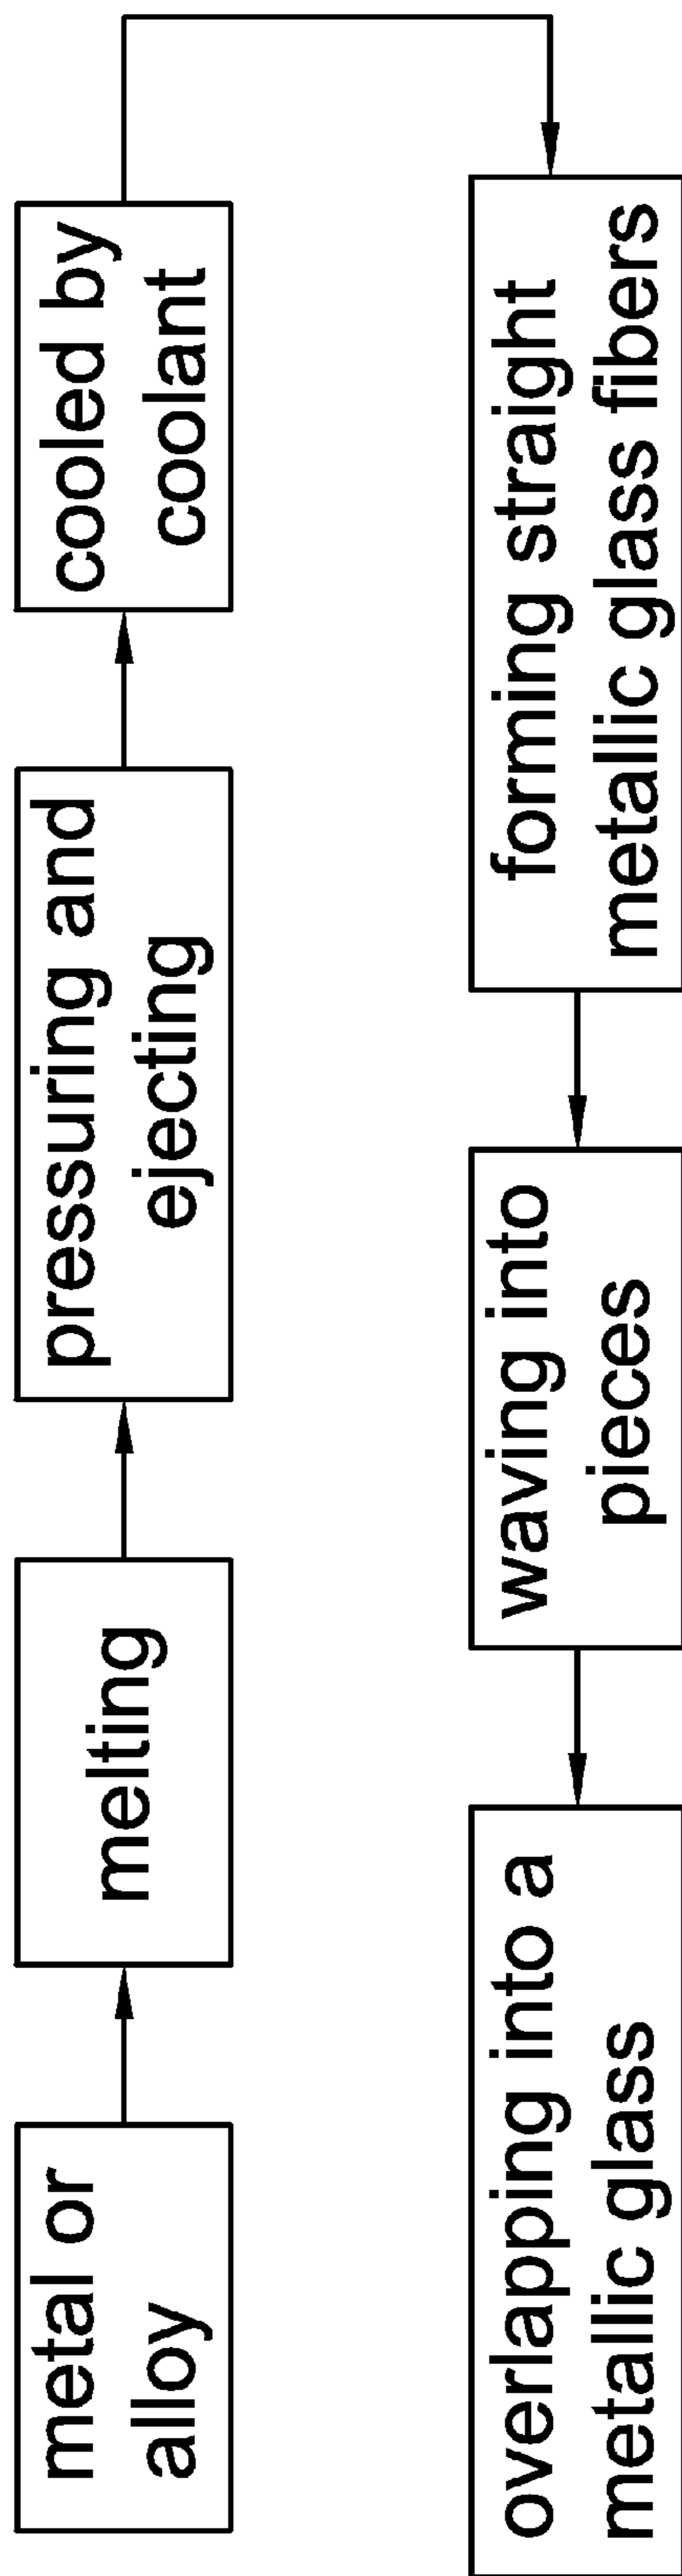 metal or
alloy
melting
pressuring and
ejecting
cooled by
coolant
forming straight
metallic glass fibers
waving into
pieces
overlapping into a
metallic glass